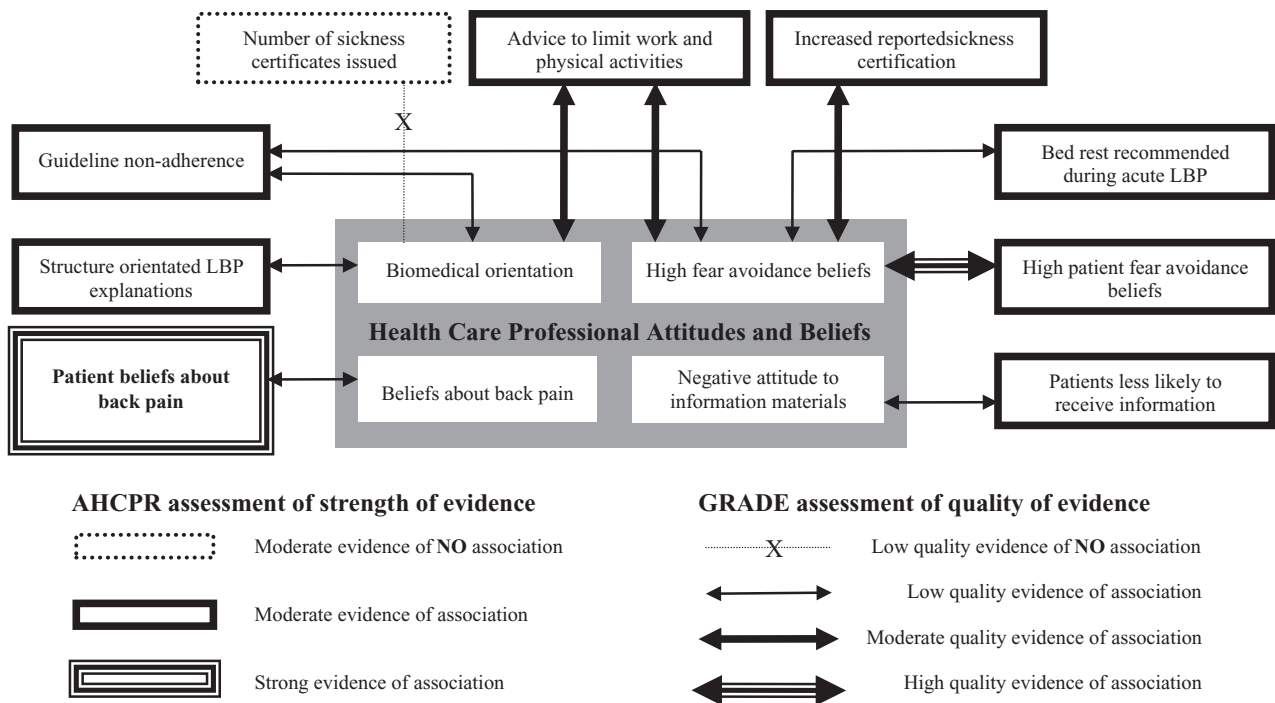 Number of sickness
certificates issued
Advice to limit work and
physical activities
Increased reportedsickness
certification
X
Guideline non-adherence
Bed rest recommended
during acute LBP
Structure orientated LBP
explanations
Biomedical orientation
High fear avoidance beliefs
High patient fear avoidance
beliefs
Health Care Professional Attitudes and Beliefs
Patient beliefs about
back pain
Beliefs about back pain
Negative attitude to
information materials
Patients less likely to
receive information
AHCPR assessment of strength of evidence
Moderate evidence of NO association
Moderate evidence of association
Strong evidence of association
GRADE assessment of quality of evidence
X
Low quality evidence of NO association
Low quality evidence of association
Moderate quality evidence of association
High quality evidence of association